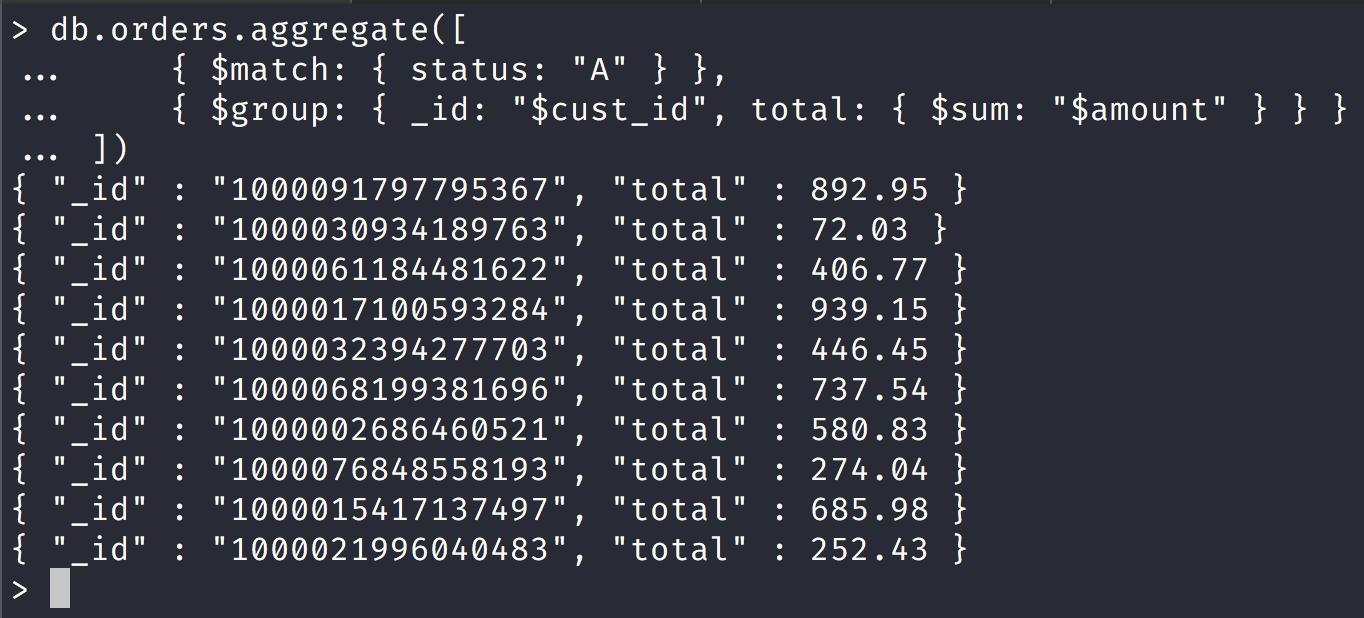 > db.orders.aggregate([
...      { $match: { status: "A" } },
...      { $group: { _id: "$cust_id", total: { $sum: "$amount" } } }
...  ])
{ "_id" : "1000091797795367", "total" : 892.95 }
{ "_id" : "1000030934189763", "total" : 72.03 }
{ "_id" : "1000061184481622", "total" : 406.77 }
{ "_id" : "1000017100593284", "total" : 939.15 }
{ "_id" : "1000032394277703", "total" : 446.45 }
{ "_id" : "1000068199381696", "total" : 737.54 }
{ "_id" : "1000002686460521", "total" : 580.83 }
{ "_id" : "1000076848558193", "total" : 274.04 }
{ "_id" : "1000015417137497", "total" : 685.98 }
{ "_id" : "1000021996040483", "total" : 252.43 }
>